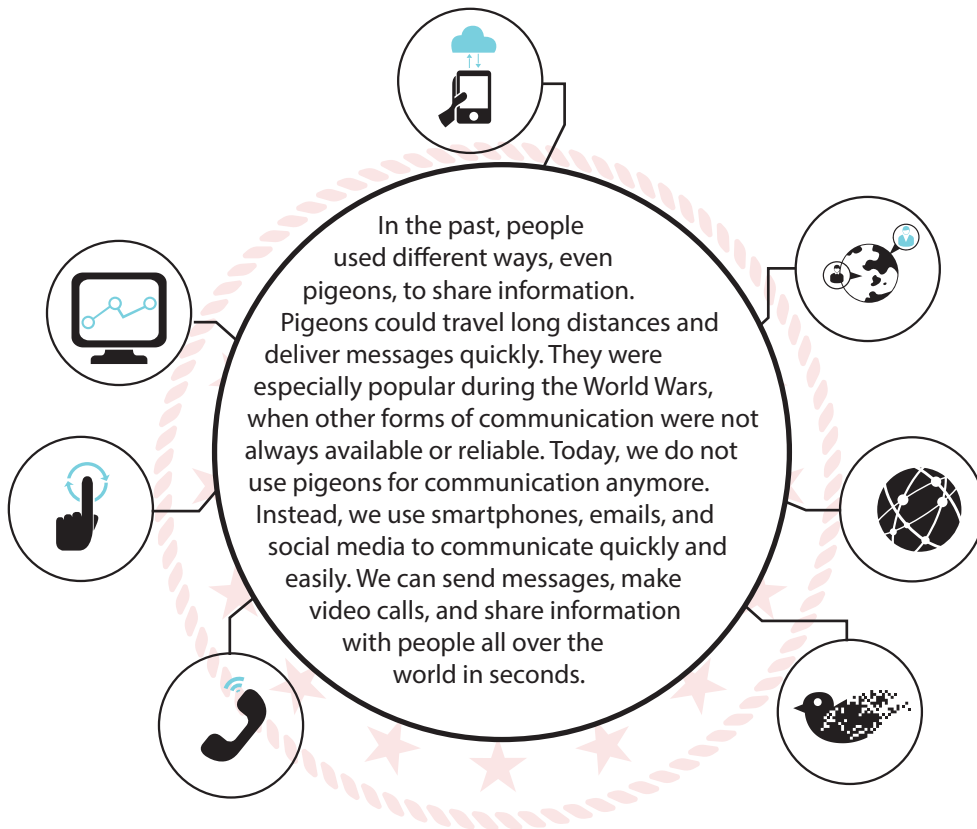 In the past, people
used different ways, even
pigeons, to share information.
Pigeons could travel long distances and
deliver messages quickly. They were
especially popular during the World Wars,
when other forms of communication were not
always available or reliable. Today, we do not
use pigeons for communication anymore.
Instead, we use smartphones, emails, and
social media to communicate quickly and
easily. We can send messages, make
video calls, and share information
with people all over the
world in seconds.